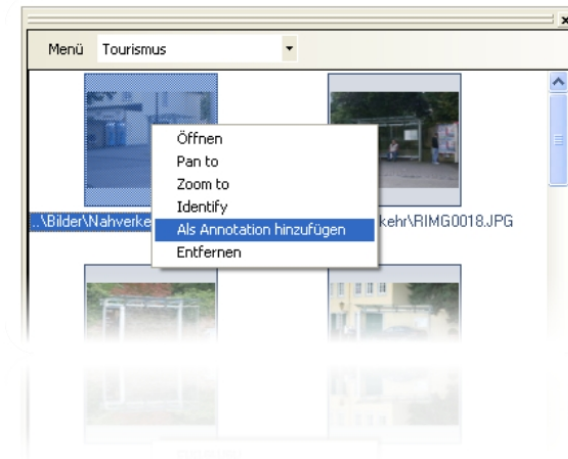 Menü Tourismus
Öffnen
Pan to
Zoom to
Identify
..\Bilder\Nahverke kehr\RIMG0018.JPG
Als Annotation hinzufügen
Entfernen